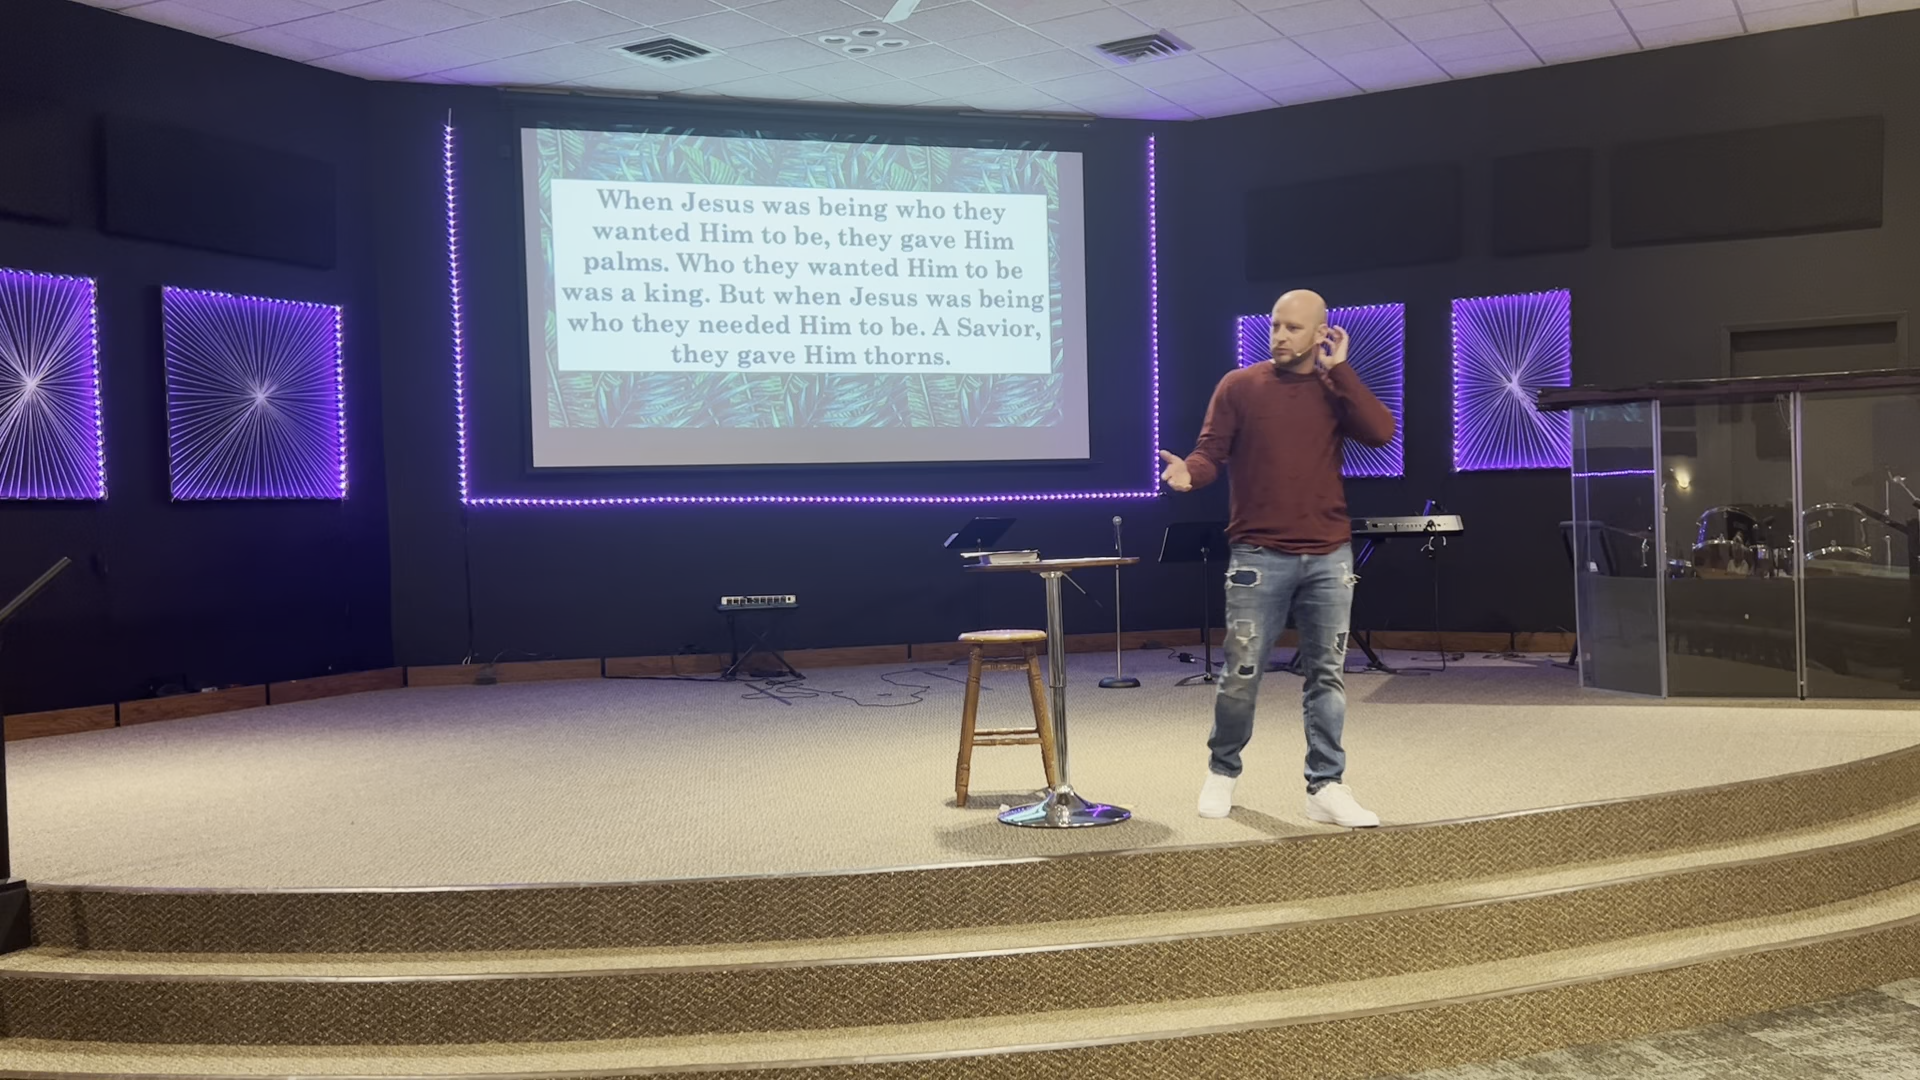 When Jesus was being who they
wanted Him to be, they gave Him
palms. Who they wanted Him to be
was a king. But when Jesus was being
who they needed Him to be. A Savior,
they gave Him thorns.